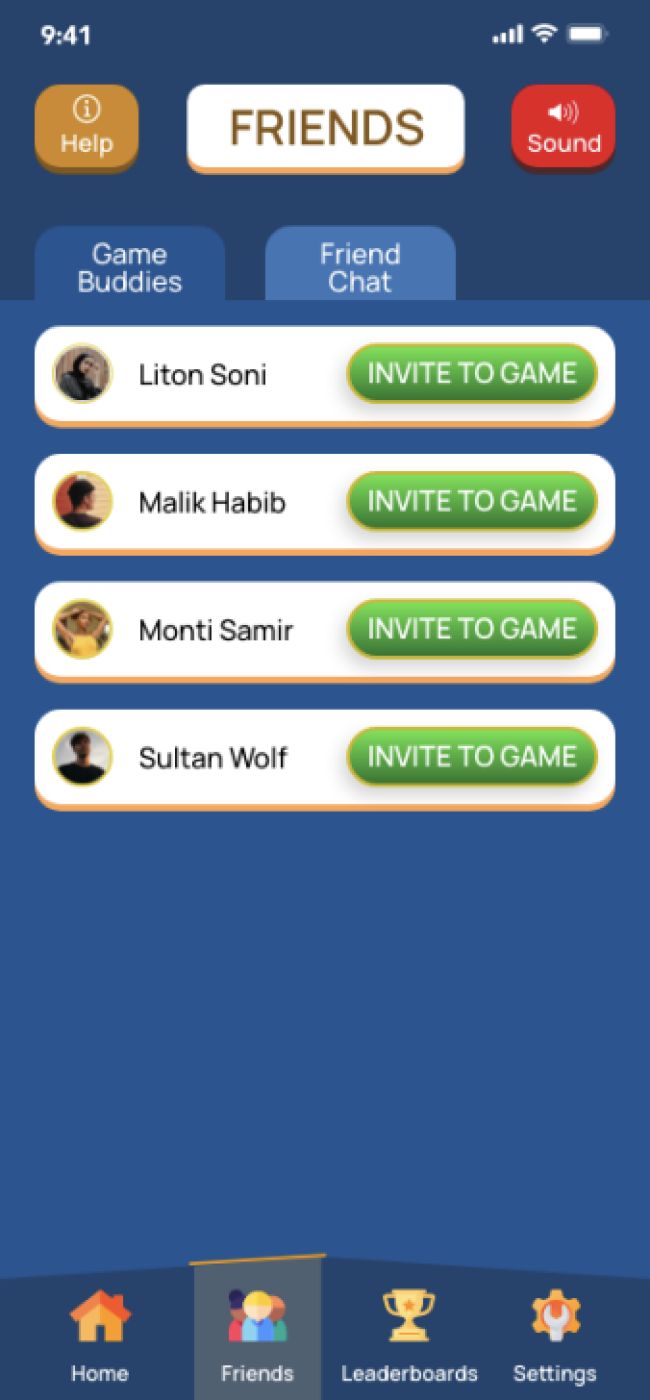 9:41
Help
FRIENDS
Sound
Game
Buddies
Friend
Chat
Liton Soni
INVITE TO GAME
Malik Habib
INVITE TO GAME
Monti Samir
INVITE TO GAME
Sultan Wolf
INVITE TO GAME
Home
Friends
Leaderboards
Settings